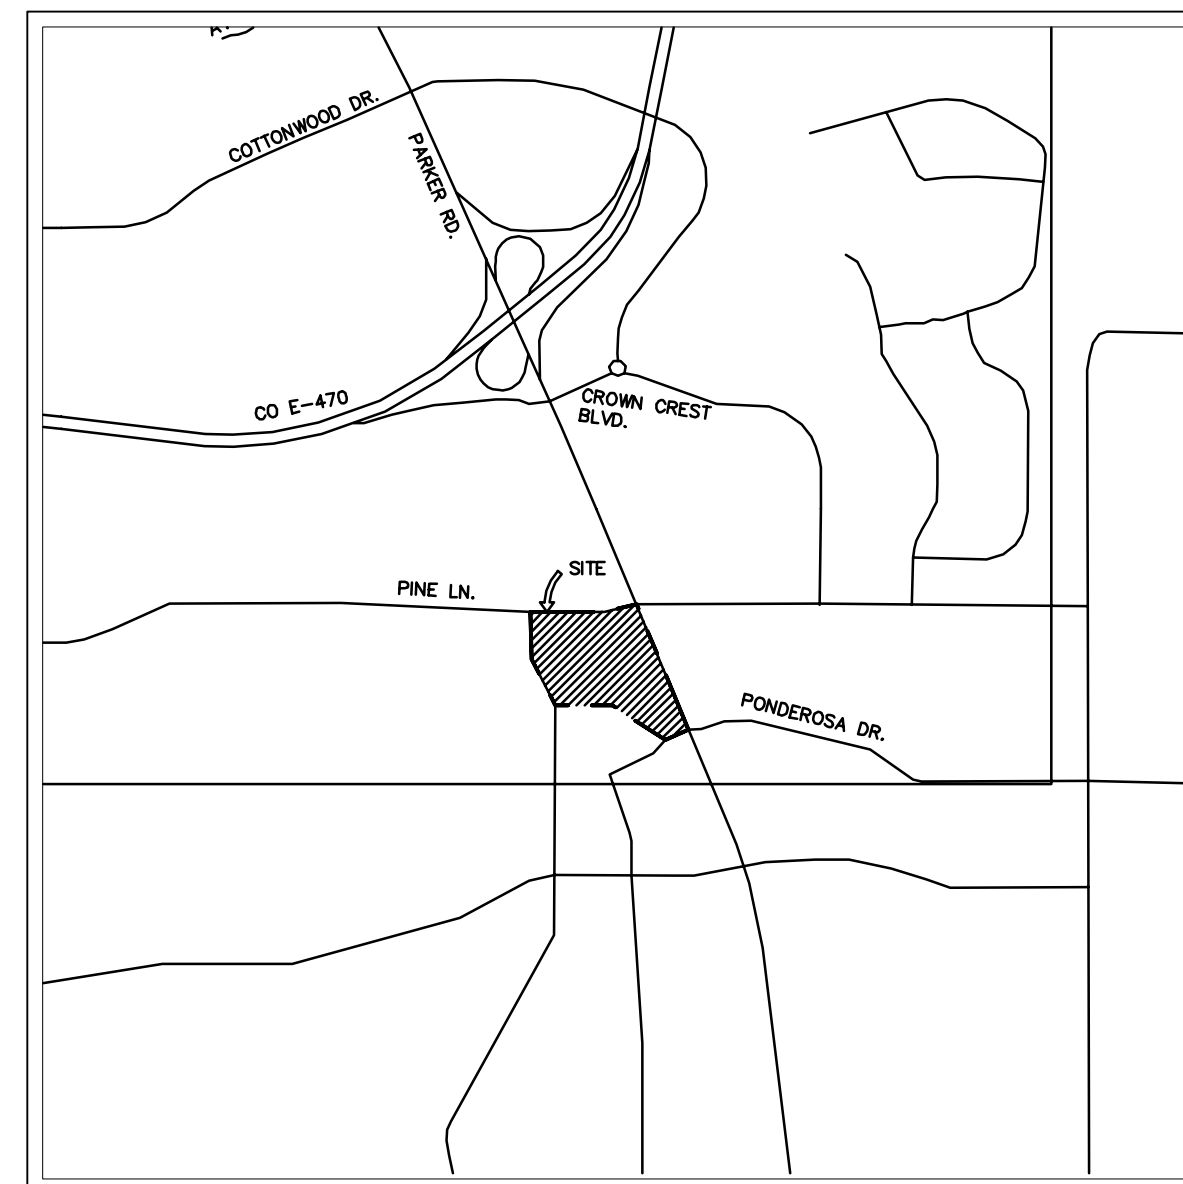 COTTONWOOD DR.
PARKER RD.
CO E-470
CROWN CREST
BLVD.
SITE
PINE LN.
PONDEROSA DR.